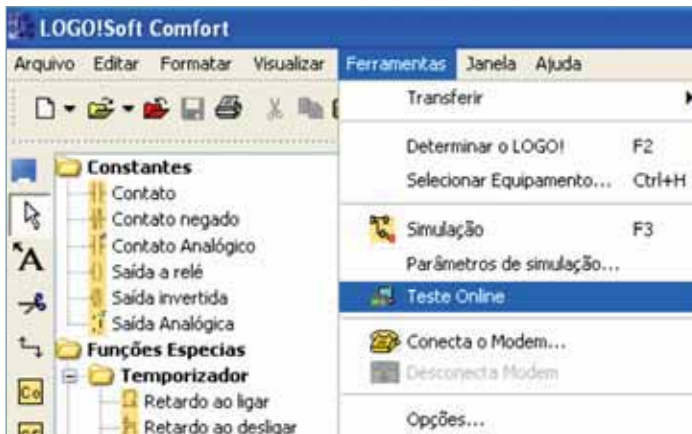 LOGO!Soft Comfort
Arquivo Editar Formatar Visualizar Ferramentas Janela Ajuda
Transferir
Determinar o LOGO! F2
Selecionar Equipamento... Ctrl+H
Simulação F3
Parâmetros de simulação...
Teste Online
Conecta o Modem...
Desconecta Modem
Opções...
Constantes
Contato
Contato negado
Contato Analógico
Saída a relé
Saída invertida
Saída Analógica
Funções Especias
Temporizador
Retardo ao ligar
Retardo ao desligar
A
Co